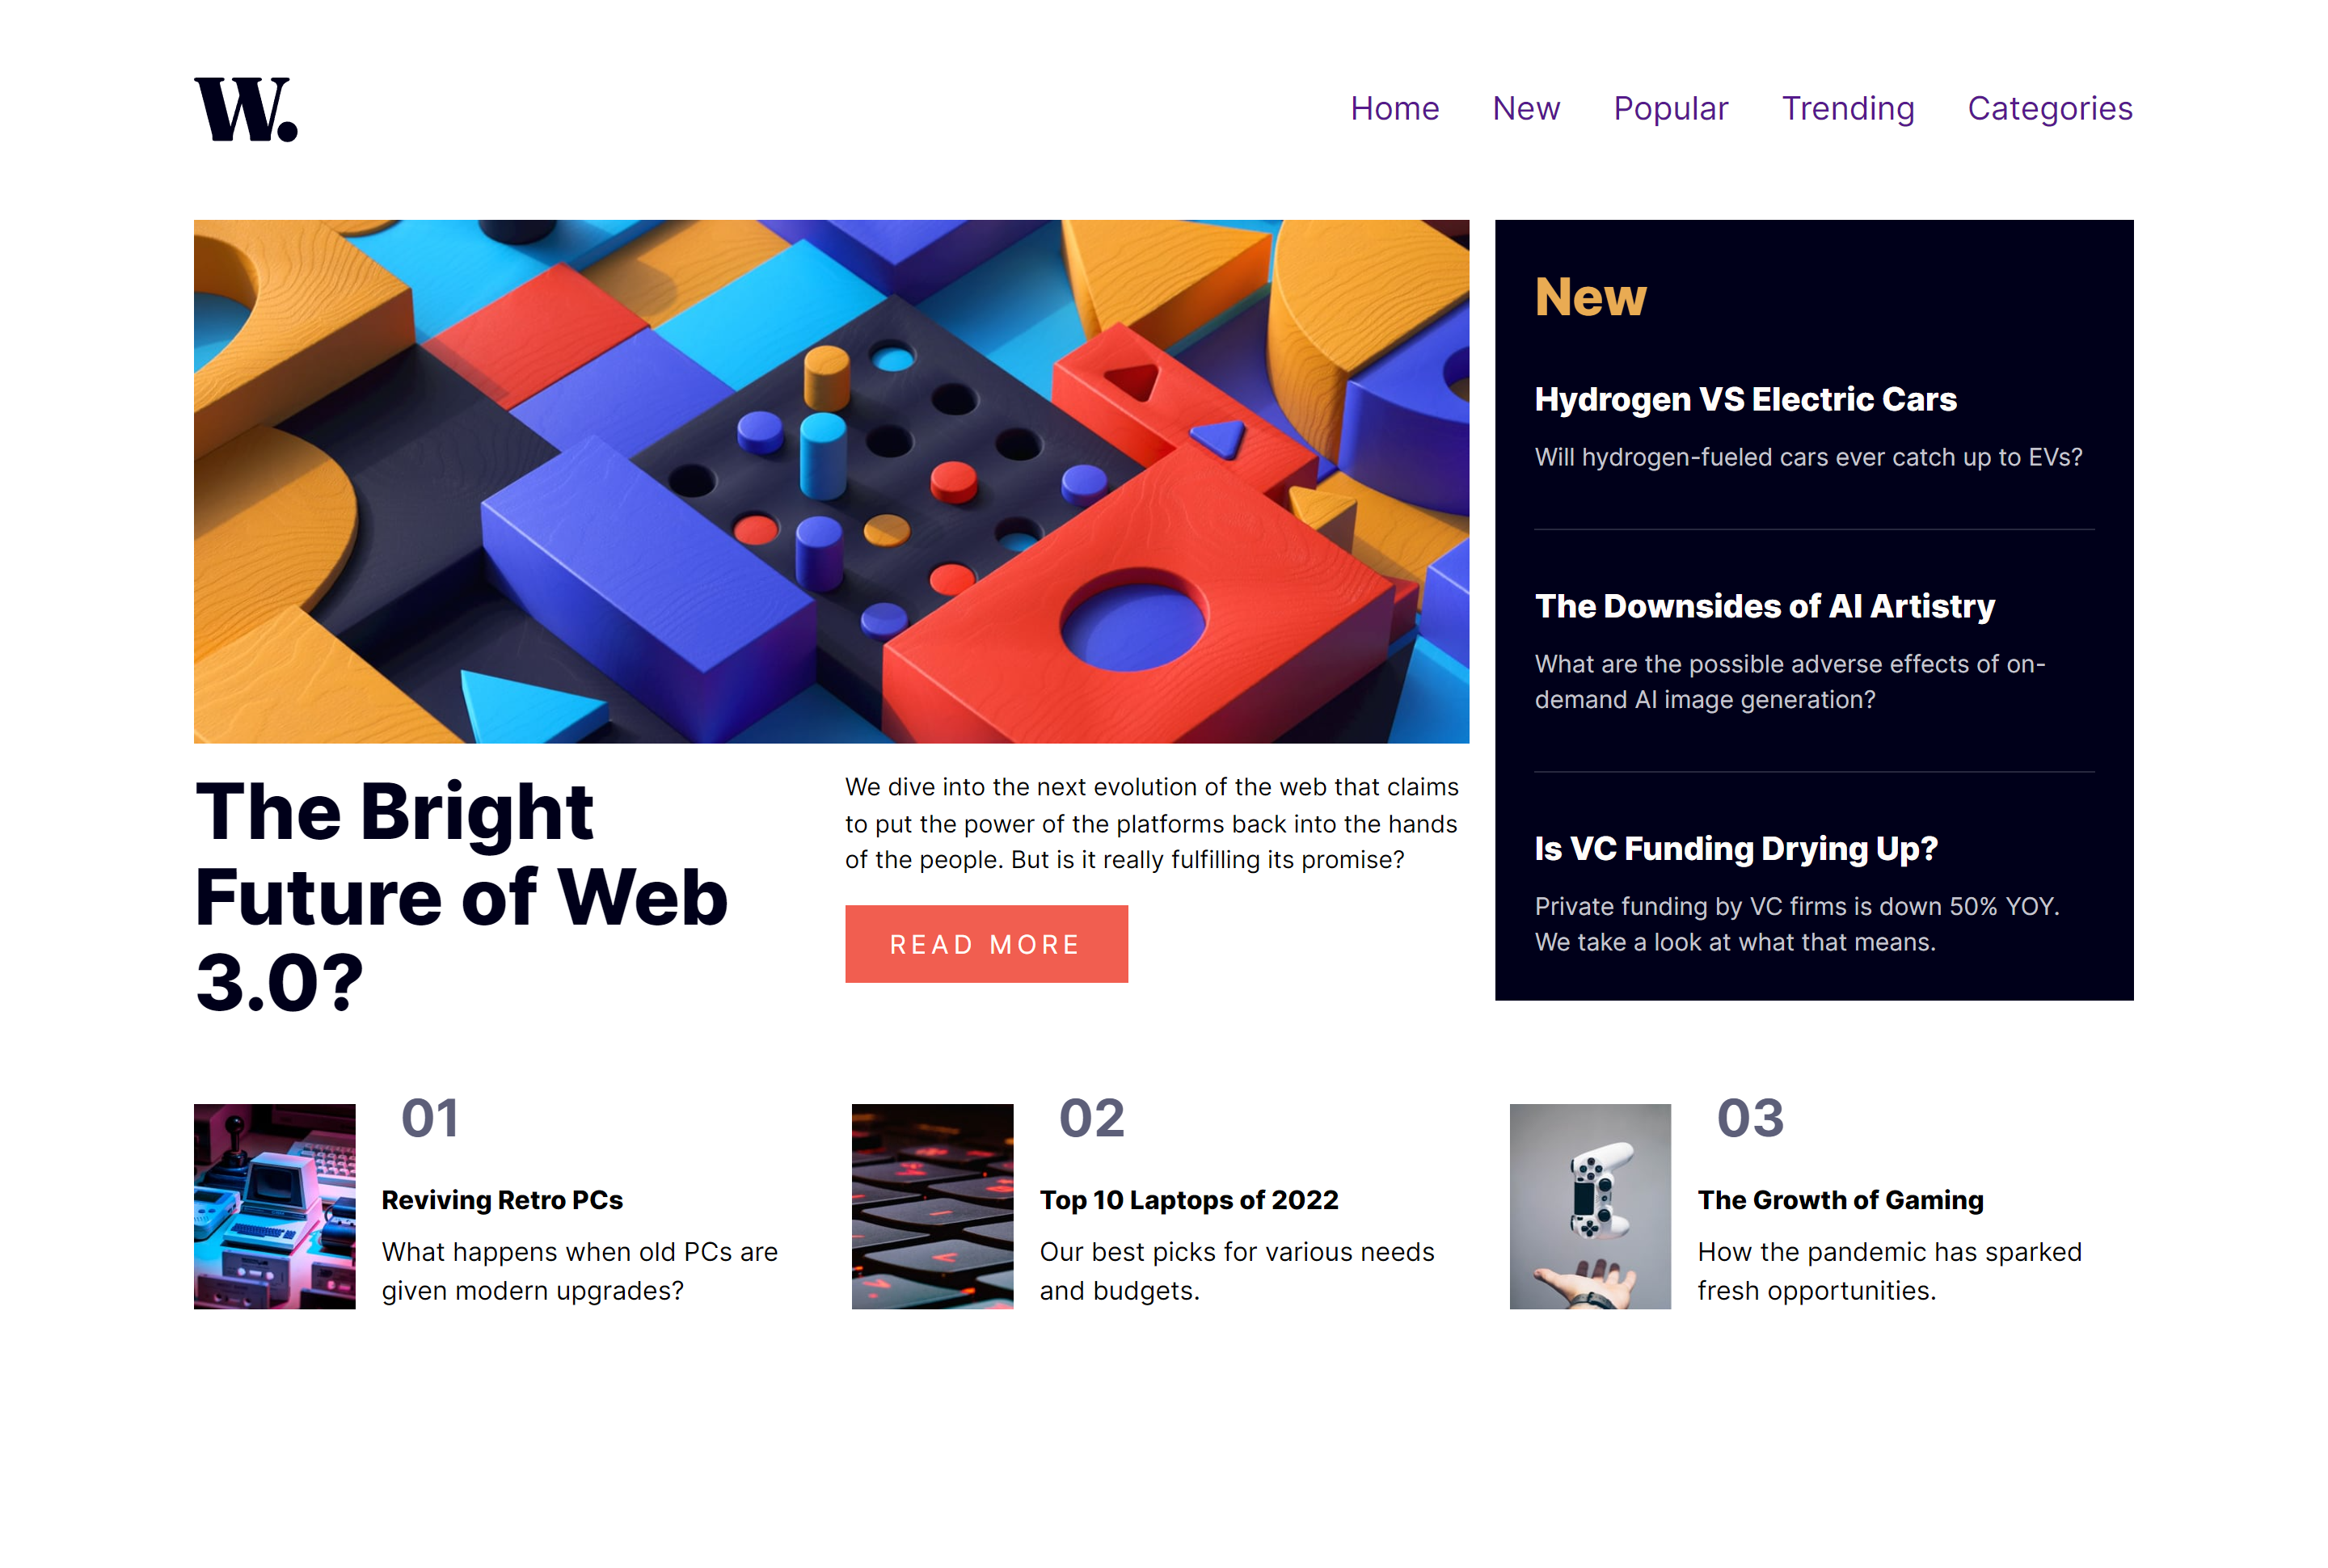 W.
Home New Popular Trending Categories
New
Hydrogen VS Electric Cars
Will hydrogen-fueled cars ever catch up to EVs?
The Downsides of AI Artistry
What are the possible adverse effects of on-
demand AI image generation?
Is VC Funding Drying Up?
Private funding by VC firms is down 50% YOY.
We take a look at what that means.
The Bright
Future of Web
3.0?
We dive into the next evolution of the web that claims
to put the power of the platforms back into the hands
of the people. But is it really fulfilling its promise?
READ MORE
01
Reviving Retro PCs
What happens when old PCs are
given modern upgrades?
02
Top 10 Laptops of 2022
Our best picks for various needs
and budgets.
03
The Growth of Gaming
How the pandemic has sparked
fresh opportunities.